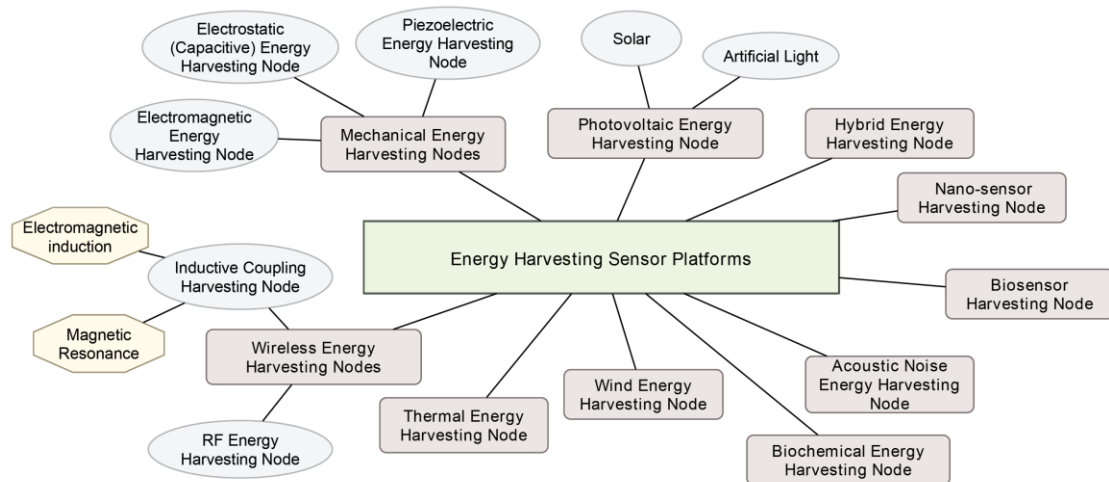 Electrostatic
(Capacitive) Energy
Harvesting Node
Piezoelectric
Energy Harvesting
Node
Solar
Artificial Light
Electromagnetic
Energy
Harvesting Node
Mechanical Energy
Harvesting Nodes
Photovoltaic Energy
Harvesting Node
Hybrid Energy
Harvesting Node
Nano-sensor
Harvesting Node
Electromagnetic
induction
Inductive Coupling
Harvesting Node
Energy Harvesting Sensor Platforms
Biosensor
Harvesting Node
Magnetic
Resonance
Wireless Energy
Harvesting Nodes
Thermal Energy
Harvesting Node
Wind Energy
Harvesting Node
Acoustic Noise
Energy Harvesting
Node
RF Energy
Harvesting Node
Biochemical Energy
Harvesting Node